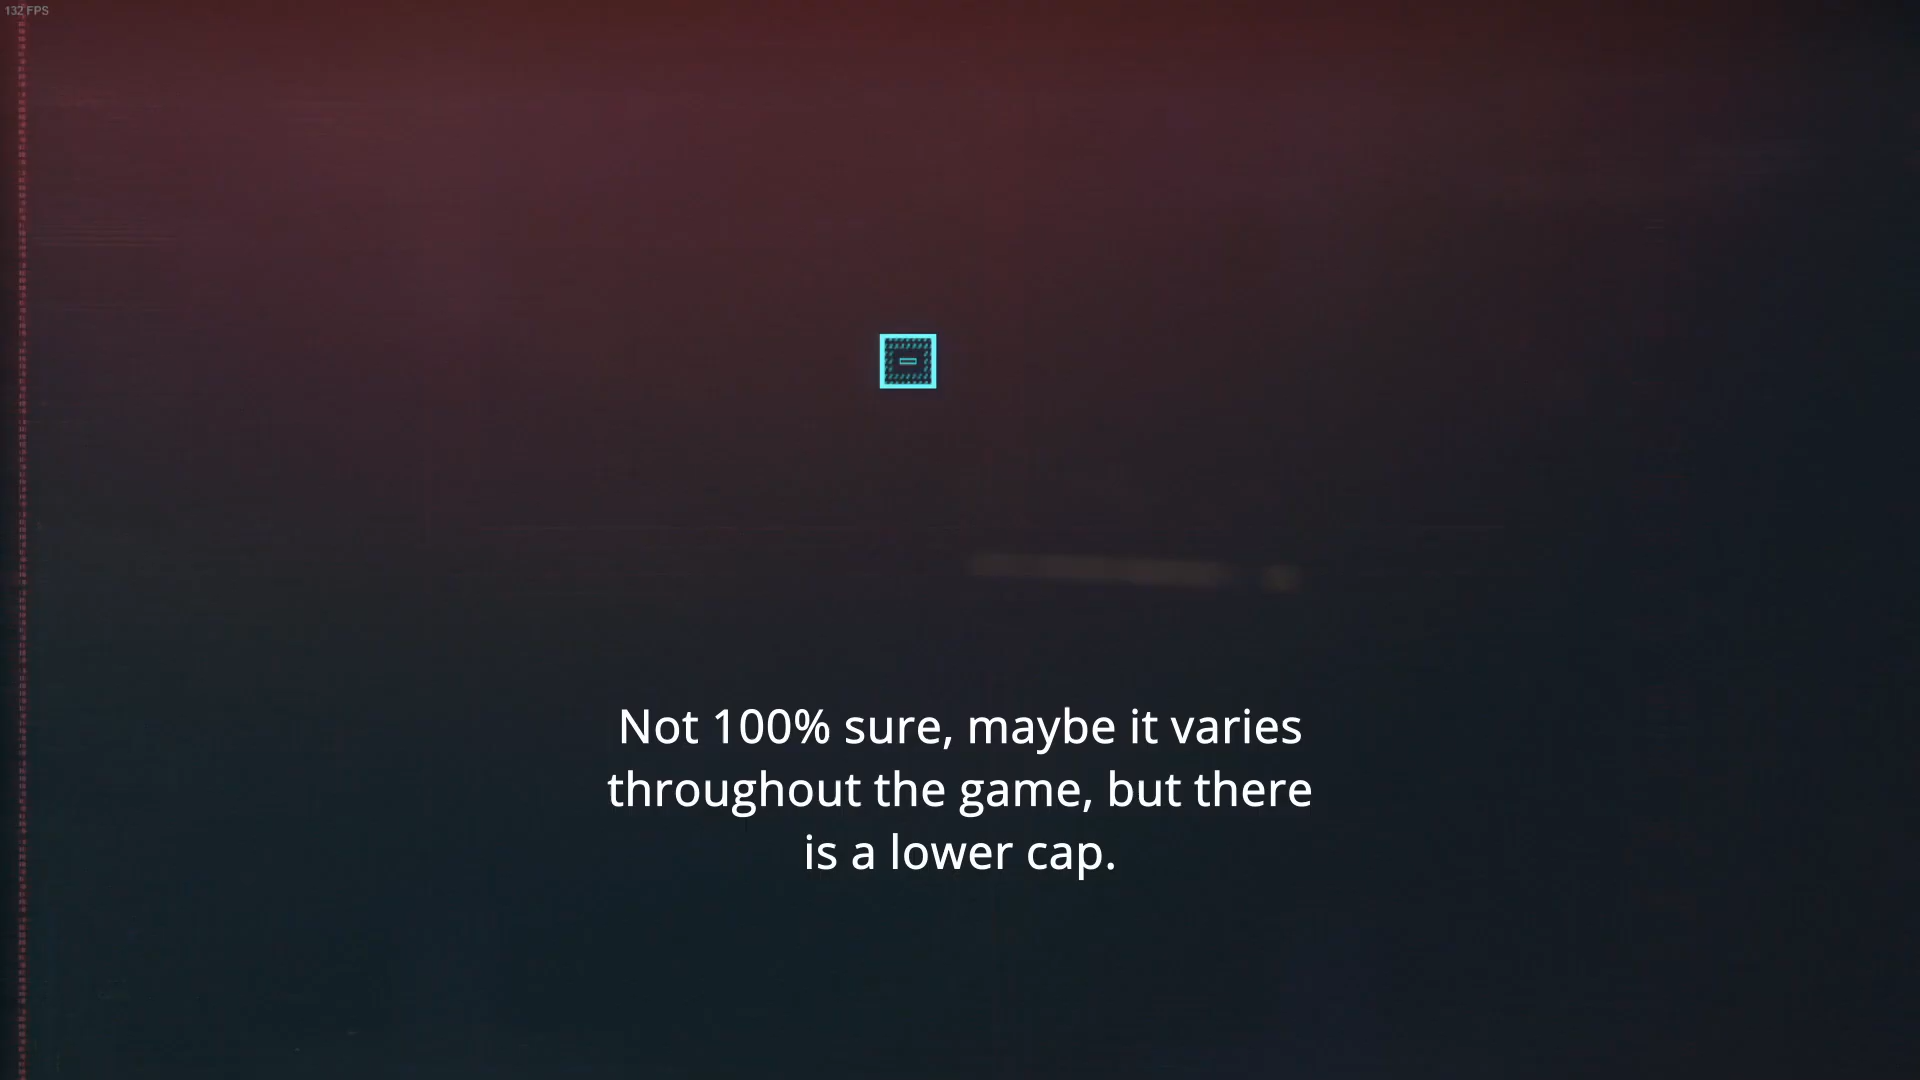 132 FPS
Not 100% sure, maybe it varies
throughout the game, but there
is a lower cap.